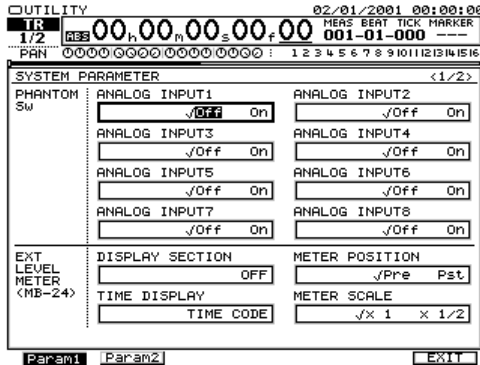 UTILITY 02/01/2001 00:00:00
TR 1/2 ABS 00h00m00s00f00 MEAS BEAT TICK MARKER
001-01-000 ---
PAN 1 2 3 4 5 6 7 8 9 10 11 12 13 14 15 16
SYSTEM PARAMETER <1/2>
PHANTOM SW
ANALOG INPUT1 ANALOG INPUT2
√Off On √Off On
ANALOG INPUT3 ANALOG INPUT4
√Off On √Off On
ANALOG INPUT5 ANALOG INPUT6
√Off On √Off On
ANALOG INPUT7 ANALOG INPUT8
√Off On √Off On
EXT LEVEL METER <MB-24>
DISPLAY SECTION METER POSITION
OFF √Pre Pst
TIME DISPLAY METER SCALE
TIME CODE √× 1 × 1/2
Param1 Param2 EXIT